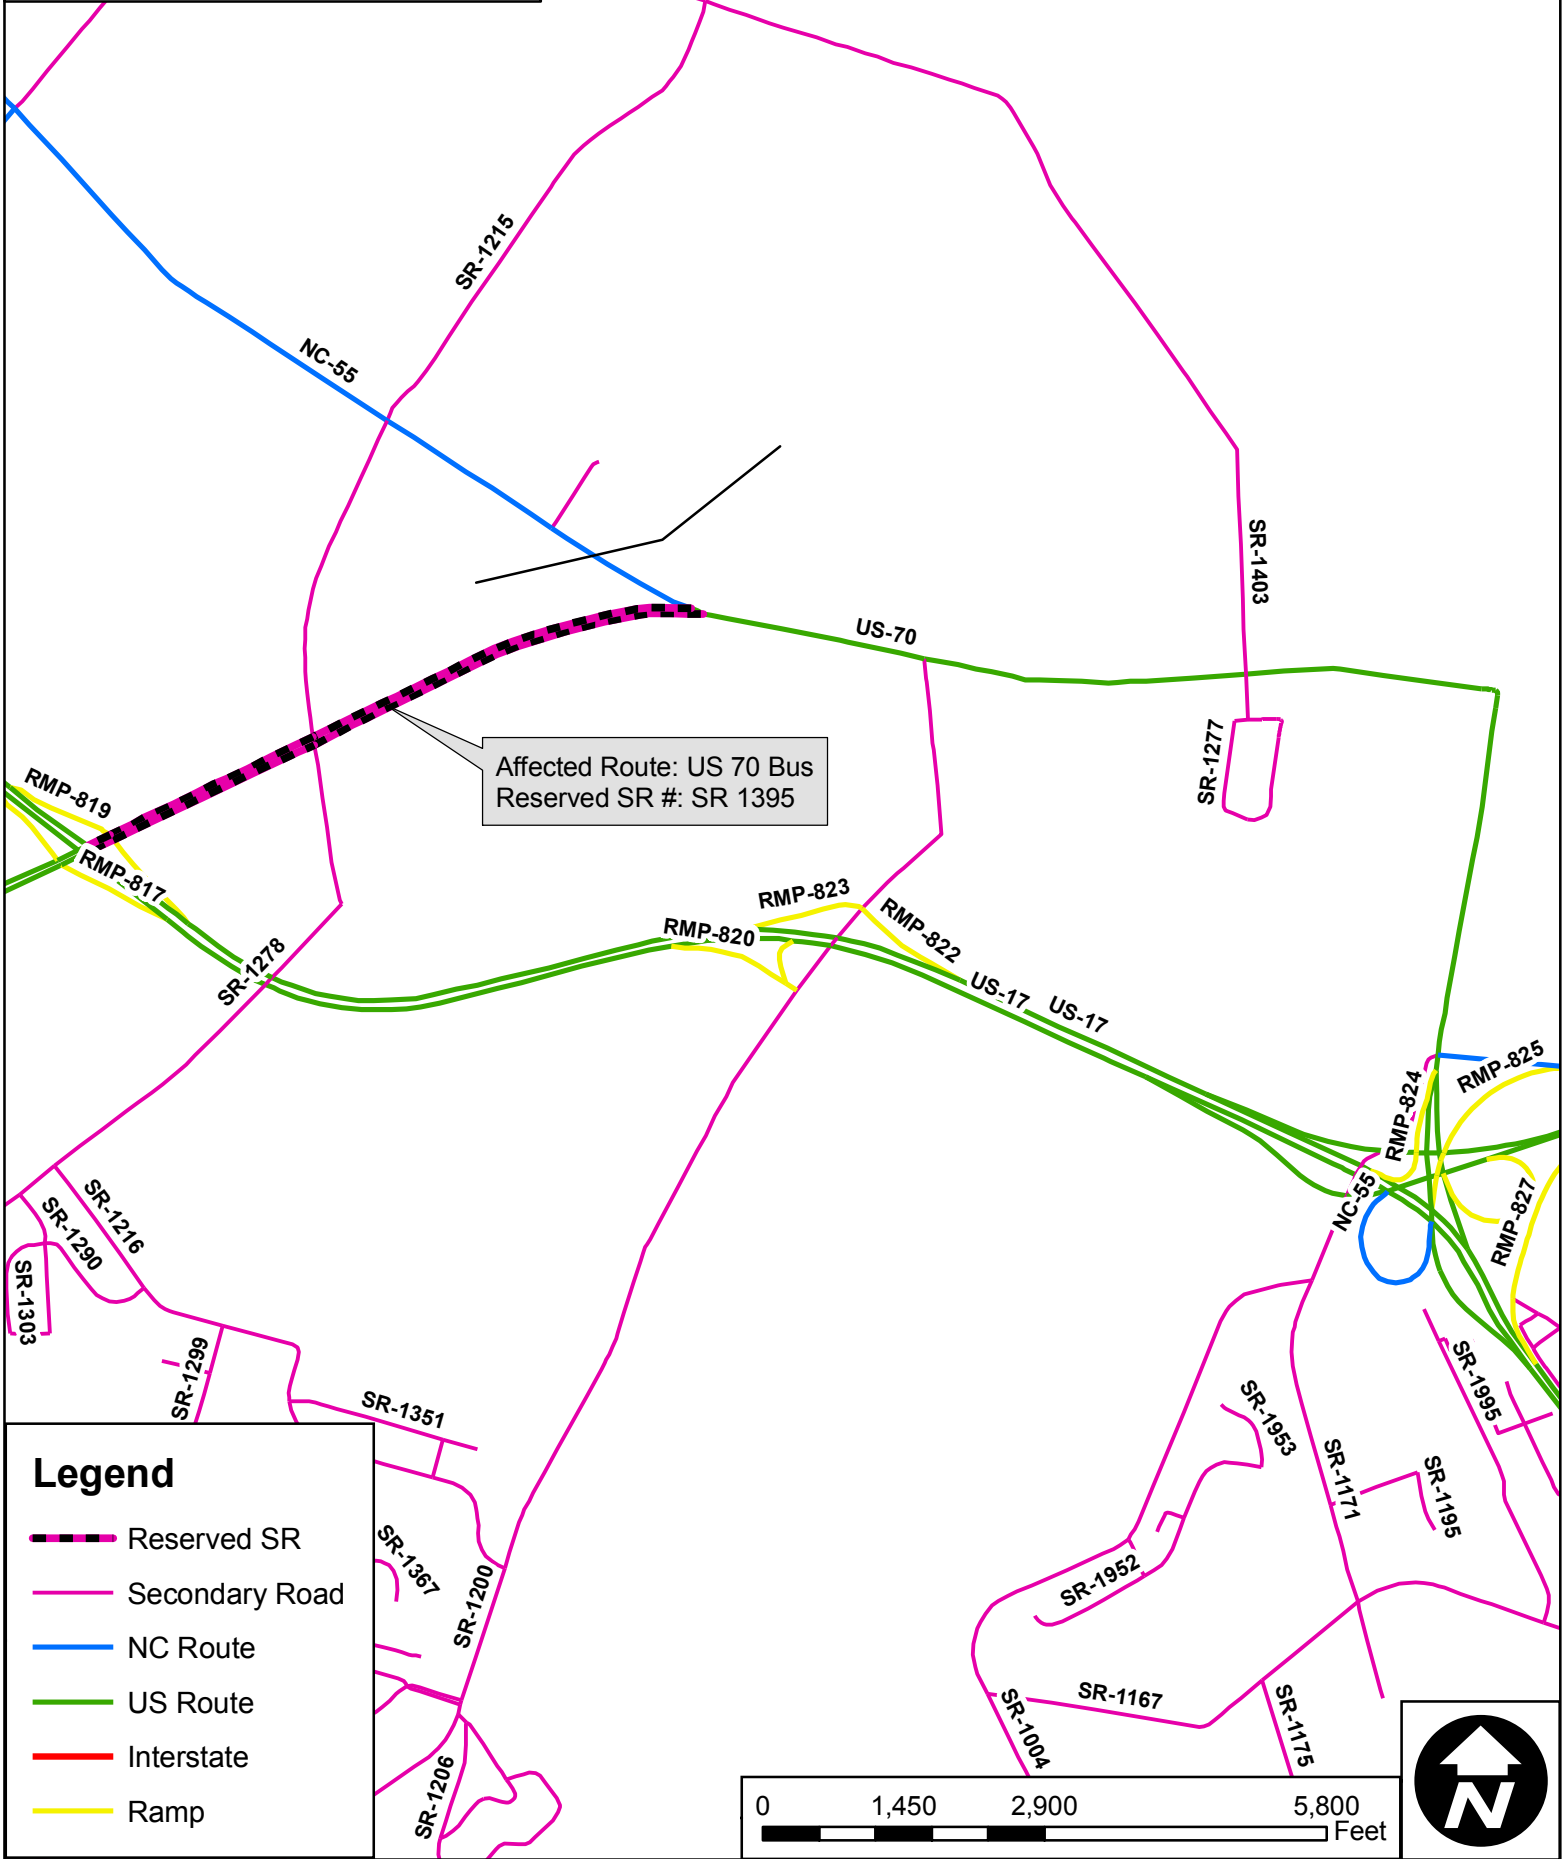 SR-1215
NC-55
SR-1403
US-70
SR-1277
Affected Route: US 70 Bus
Reserved SR #: SR 1395
RMP-819
RMP-817
RMP-823
RMP-820
RMP-822
SR-1278
US-17
US-17
RMP-825
RMP-824
NC-55
RMP-827
SR-1216
SR-1290
SR-1303
SR-1299
SR-1351
SR-1995
SR-1953
SR-1171
SR-1195
SR-1367
SR-1200
SR-1952
SR-1167
SR-1004
SR-1175
SR-1206
Legend
Reserved SR
Secondary Road
NC Route
US Route
Interstate
Ramp
0 1,450 2,900 5,800
Feet
N